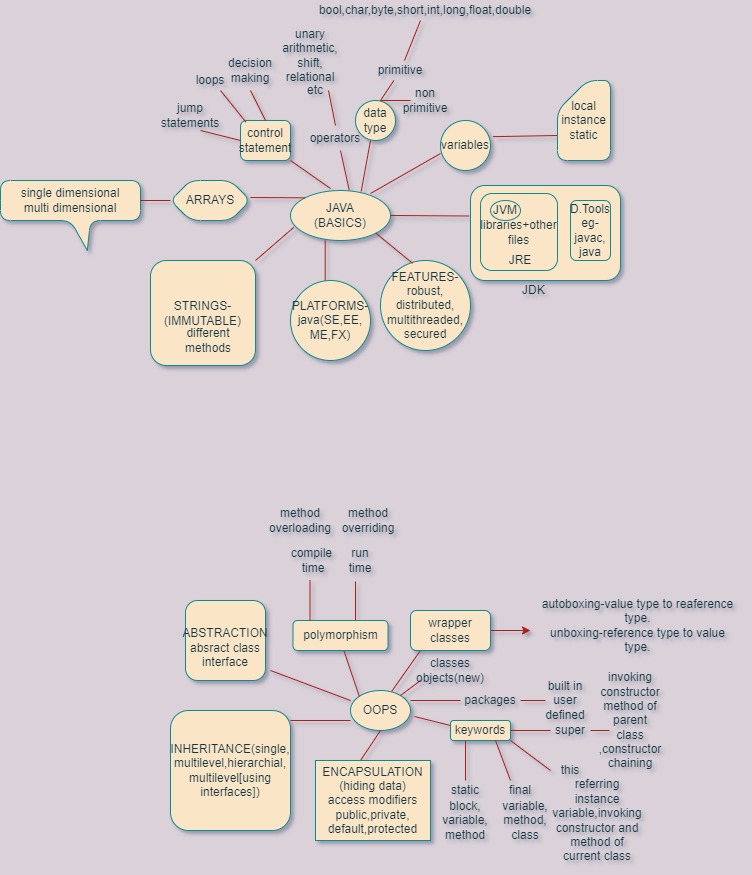 bool,char,byte,short,int,long,float,double
unary
arithmetic,
shift,
relational
etc
decision
making
loops
jump
statements
control
statement
operators
primitive
non
primitive
data
type
variables
local
instance
static
single dimensional
multi dimensional
ARRAYS
JAVA
(BASICS)
JVM
libraries+other
files
JRE
D.Tools
eg-
javac,
java
JDK
STRINGS-
(IMMUTABLE)
different
methods
PLATFORMS-
java(SE,EE,
ME,FX)
FEATURES-
robust,
distributed,
multithreaded,
secured
method
overloading
method
overriding
compile
time
run
time
ABSTRACTION
absract class
interface
polymorphism
wrapper
classes
autoboxing-value type to reaference
type.
unboxing-reference type to value
type.
classes
objects(new)
OOPS
packages
built in
user
defined
keywords
super
invoking
constructor
method of
parent
class
,constructor
chaining
INHERITANCE(single,
multilevel,hierarchial,
multilevel[using
interfaces])
ENCAPSULATION
(hiding data)
access modifiers
public,private,
default,protected
static
block,
variable,
method
final
variable,
method,
class
this
referring
instance
variable,invoking
constructor and
method of
current class